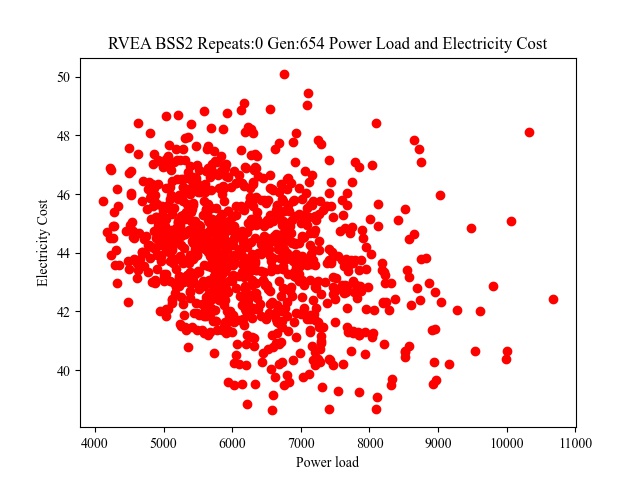 RVEA BSS2 Repeats:0 Gen:654 Power Load and Electricity Cost
50
48
46
44
42
40
Electricity Cost
4000 5000 6000 7000 8000 9000 10000 11000
Power load